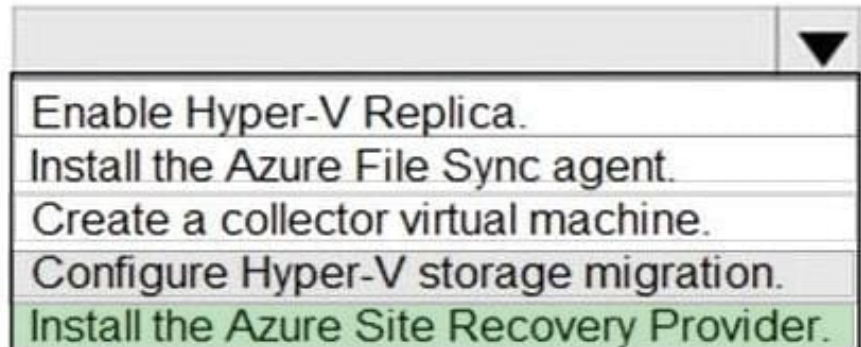 Enable Hyper-V Replica.
Install the Azure File Sync agent.
Create a collector virtual machine.
Configure Hyper-V storage migration.
Install the Azure Site Recovery Provider.